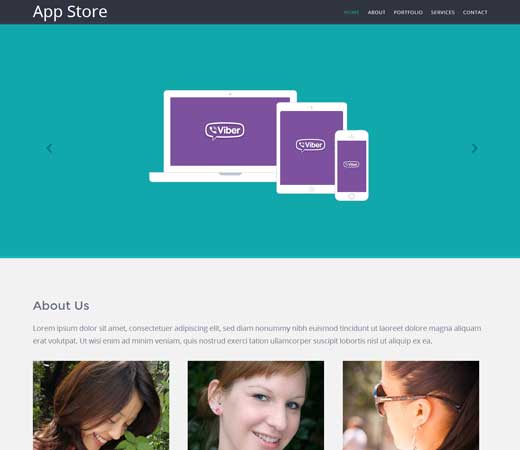 App Store
HOME ABOUT PORTFOLIO SERVICES CONTACT
Viber
Viber
Viber
About Us
Lorem ipsum dolor sit amet, consectetuer adipiscing elit, sed diam nonummy nibh euismod tincidunt ut laoreet dolore magna aliquam
erat volutpat. Ut wisi enim ad minim veniam, quis nostrud exerci tation ullamcorper suscipit lobortis nisl ut aliquip ex ea.